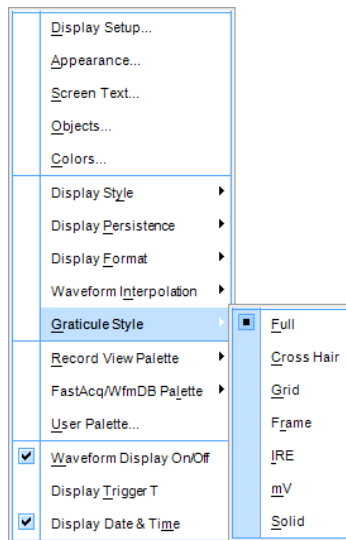 Display Setup...
Appearance...
Screen Text...
Objects...
Colors...
Display Style
Display Persistence
Display Format
Waveform Interpolation
Graticule Style
Record View Palette
FastAcq/WfmDB Palette
User Palette...
Waveform Display On/Off
Display Trigger T
Display Date & Time
Full
Cross Hair
Grid
Frame
IRE
mV
Solid